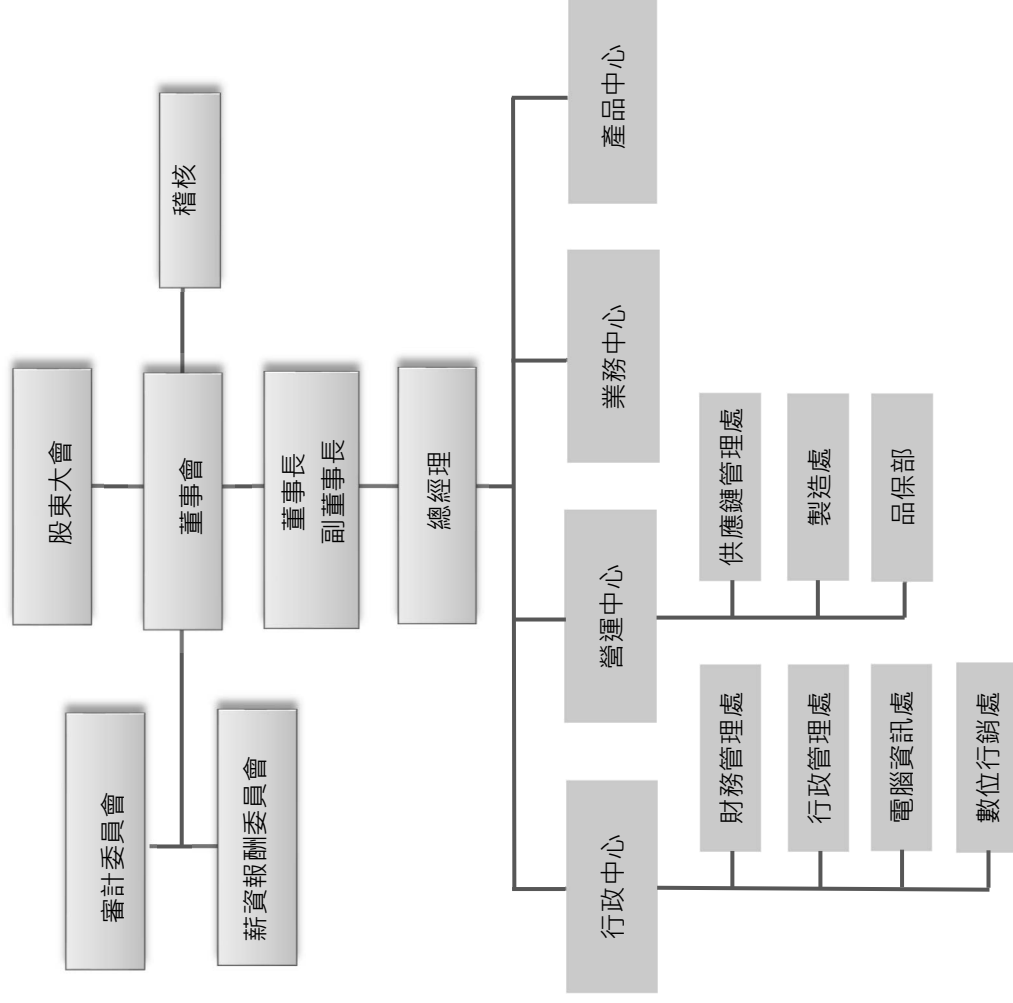 股東大會
稽核
董事會
審計委員會
薪資報酬委員會
董事長
副董事長
總經理
行政中心
營運中心
業務中心
產品中心
財務管理處
行政管理處
電腦資訊處
數位行銷處
供應鏈管理處
製造處
品保部